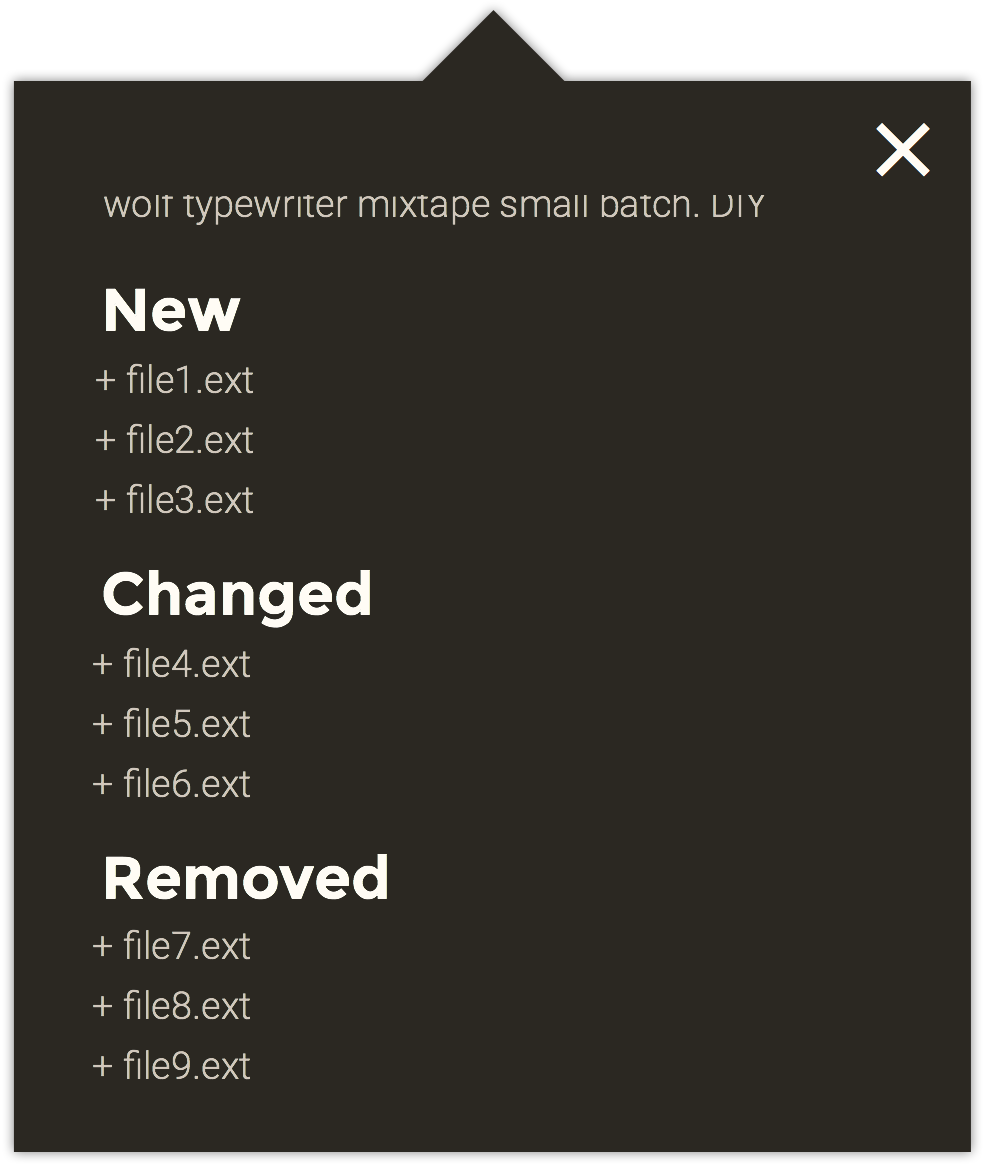 wolf typewriter mixtape small batch. DIY
New
+ file1.ext
+ file2.ext
+ file3.ext
Changed
+ file4.ext
+ file5.ext
+ file6.ext
Removed
+ file7.ext
+ file8.ext
+ file9.ext